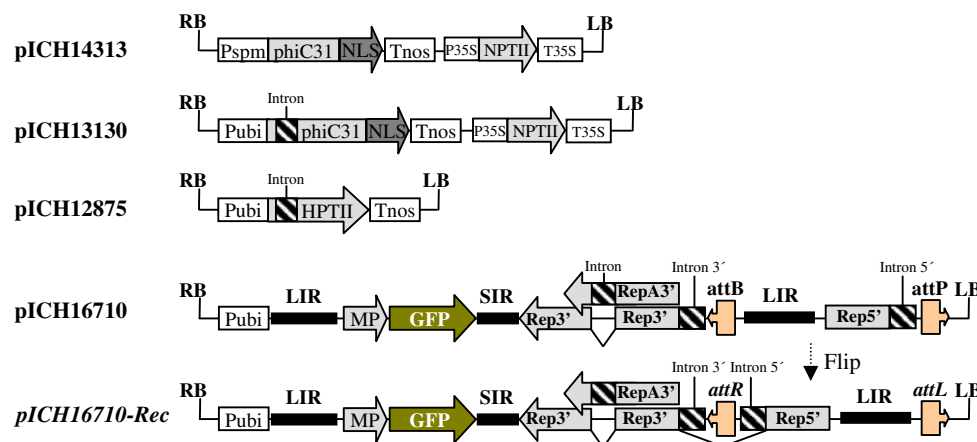 RB LB
pICH14313 Pspm phiC31 NLS Tnos P35S NPTII T35S
RB Intron LB
pICH13130 Pubi phiC31 NLS Tnos P35S NPTII T35S
RB Intron LB
pICH12875 Pubi HPTII Tnos
Intron Intron 3´ Intron 5´
RB LIR SIR RepA3’ attB LIR attP LB
pICH16710 Pubi MP GFP Rep3’ Rep3’ Rep5’
Flip
Intron 3´ Intron 5´
RB LIR SIR RepA3’ attR LIR attL LB
pICH16710-Rec Pubi MP GFP Rep3’ Rep3’ Rep5’